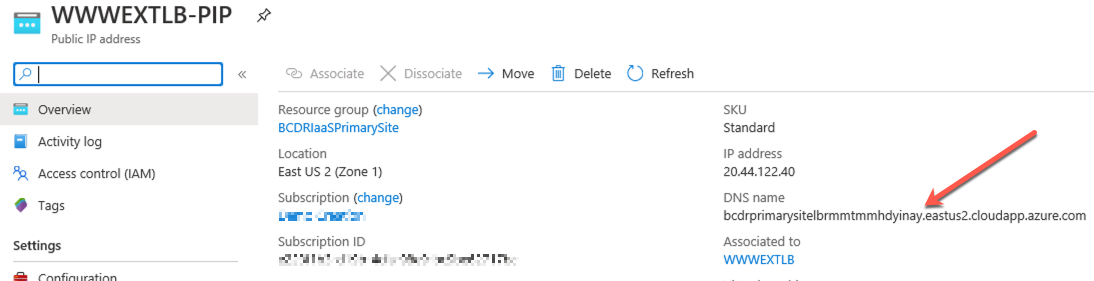 WWWEXTLB-PIP
Public IP address
«
Associate
Dissociate
Move
Delete
Refresh
Overview
Activity log
Access control (IAM)
Tags
Settings
Configuration
Resource group (change)
BCDRIaaSPrimarySite
Location
East US 2 (Zone 1)
Subscription (change)
Subscription ID
SKU
Standard
IP address
20.44.122.40
DNS name
bcdrprimarysitelbrmmtmmhdyinay.eastus2.cloudapp.azure.com
Associated to
WWWEXTLB